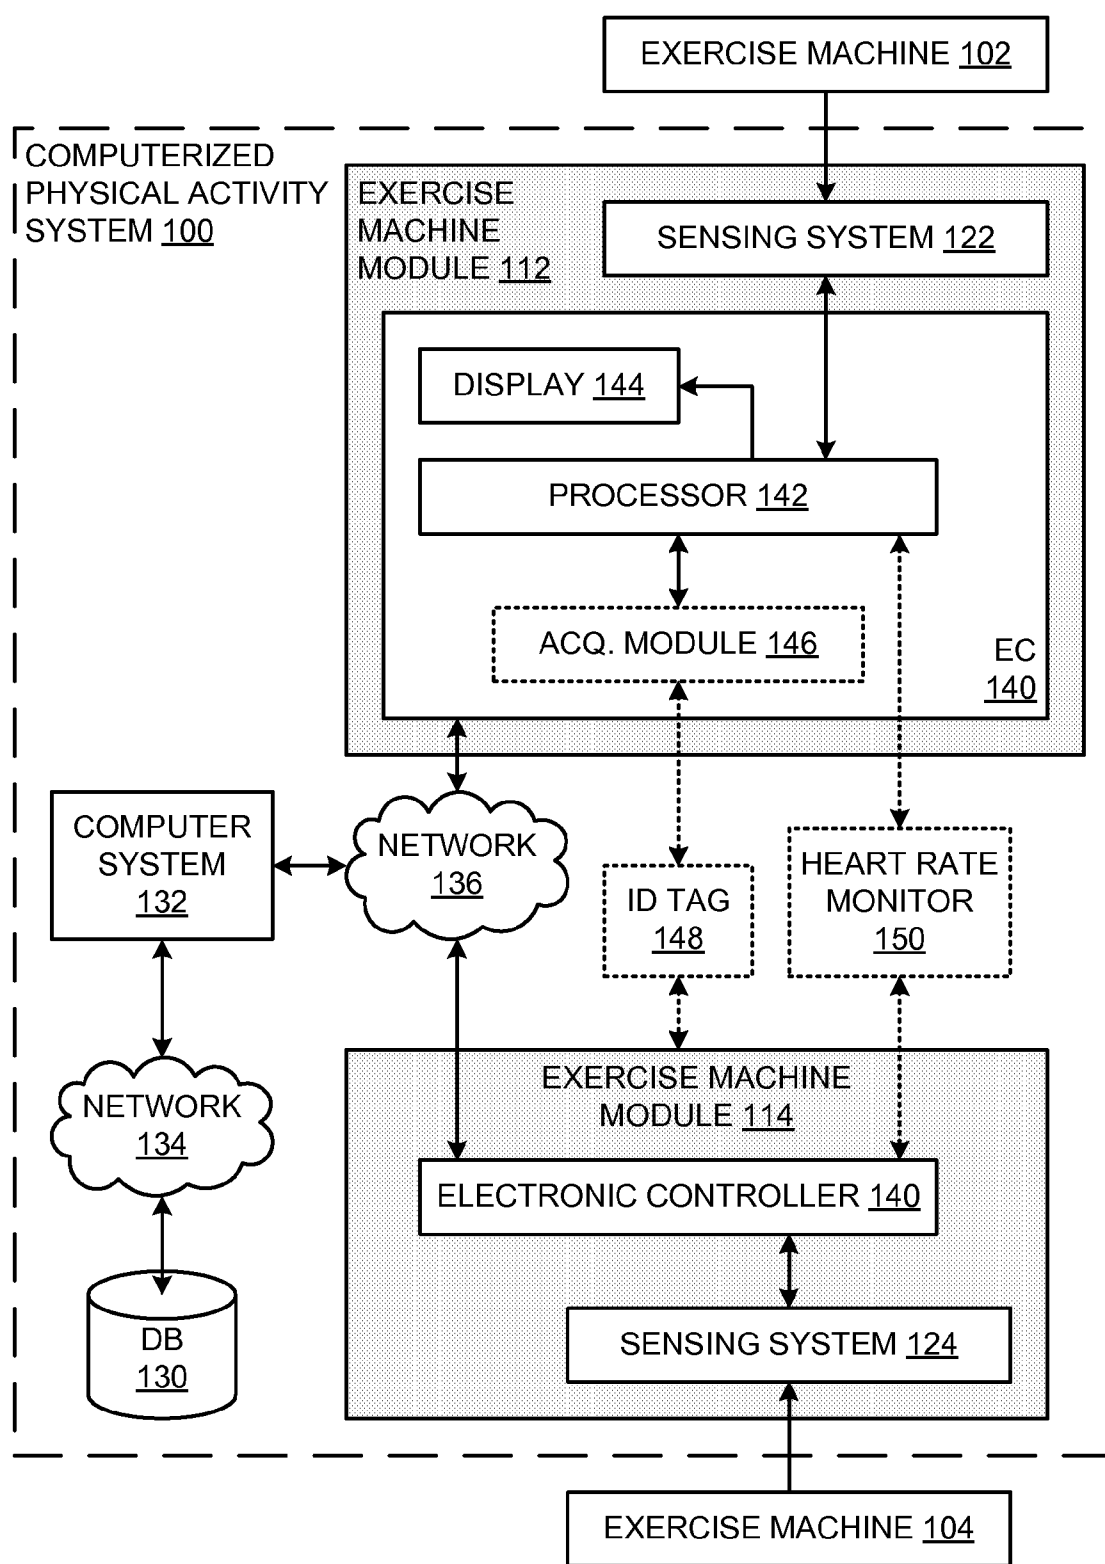 EXERCISE MACHINE 102
COMPUTERIZED
PHYSICAL ACTIVITY
SYSTEM 100
EXERCISE
MACHINE
MODULE 112
SENSING SYSTEM 122
DISPLAY 144
PROCESSOR 142
ACQ. MODULE 146
EC
140
COMPUTER
SYSTEM
132
NETWORK
136
ID TAG
148
HEART RATE
MONITOR
150
NETWORK
134
EXERCISE MACHINE
MODULE 114
ELECTRONIC CONTROLLER 140
SENSING SYSTEM 124
DB
130
EXERCISE MACHINE 104